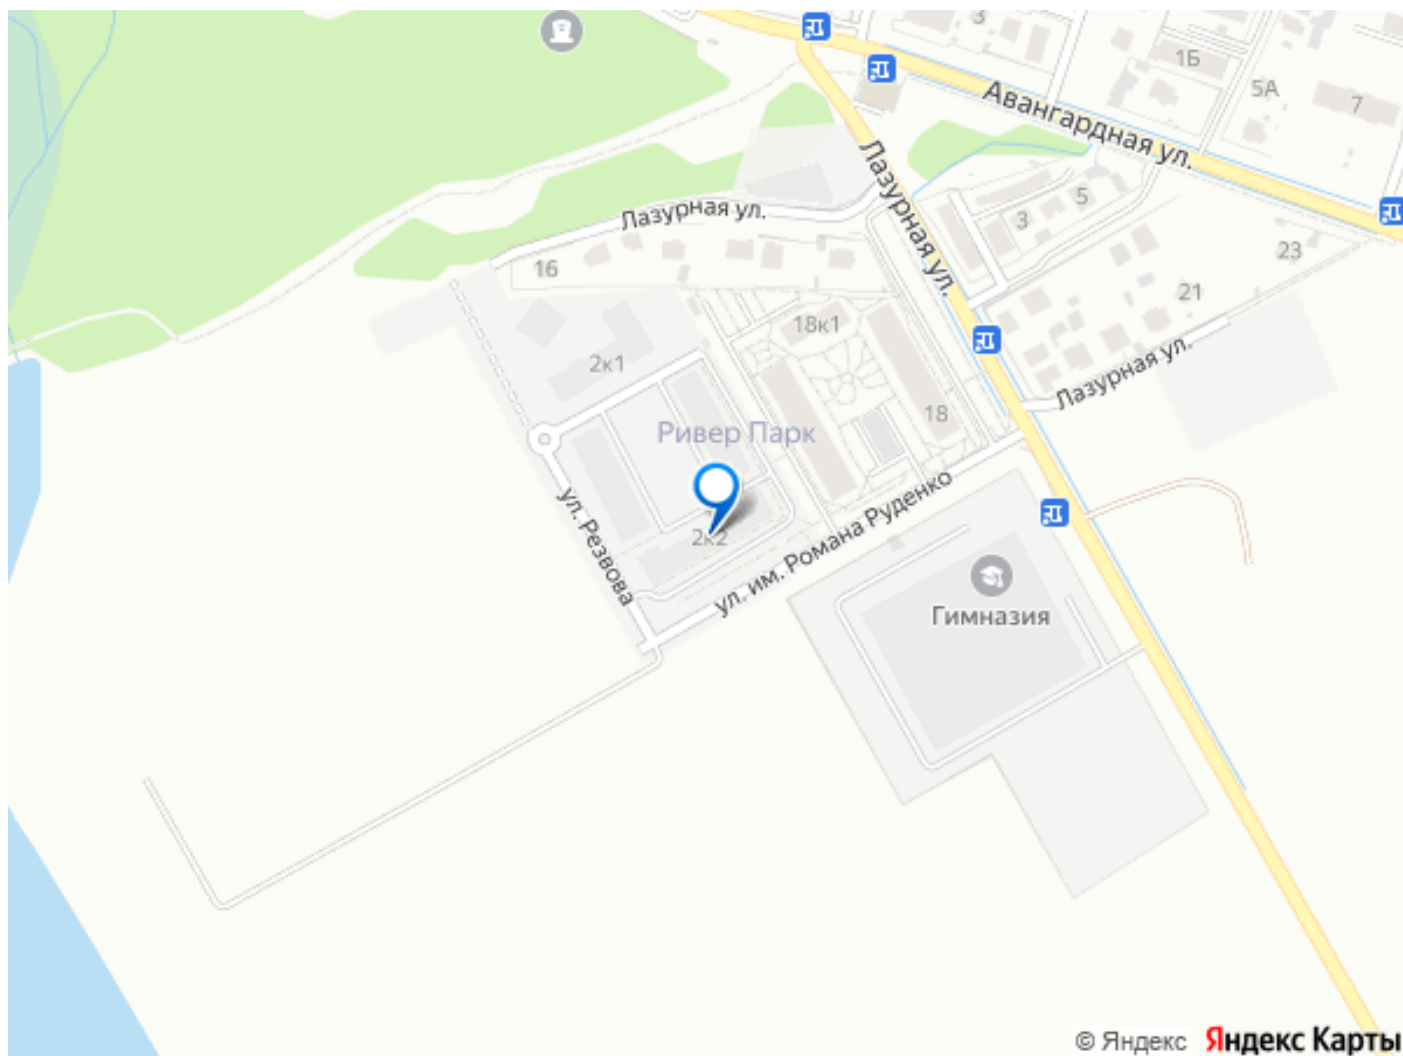 3
1Б
5А
7
Авангардная ул.
Лазурная ул.
Лазурная ул.
5
3
23
16
21
18к1
2к1
Лазурная ул.
18
Ривер Парк
ул. Резвова
2к2
ул. им. Романа Руденко
Гимназия
© Яндекс Яндекс Карты